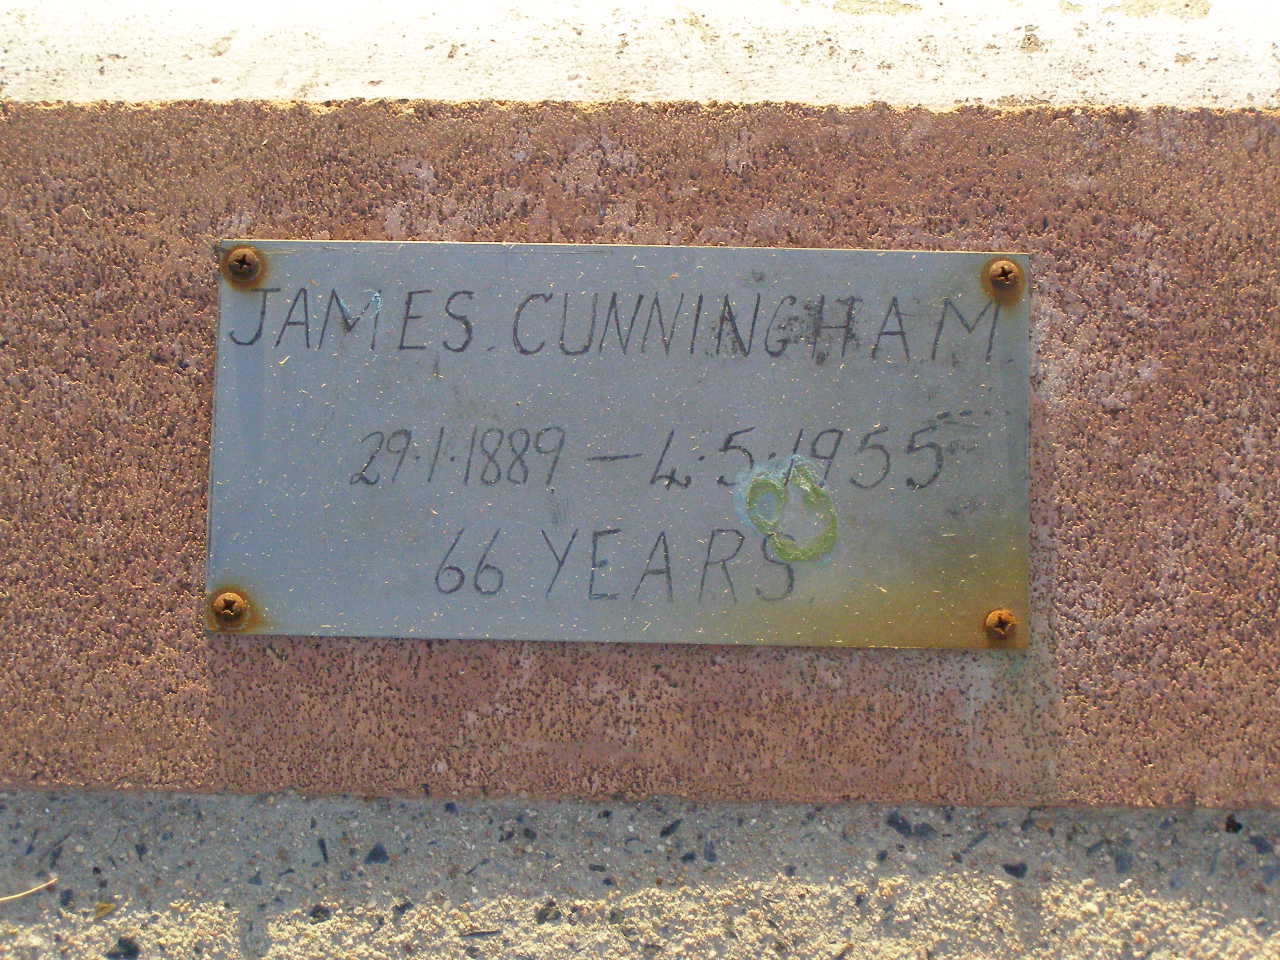 JAMES. CUNNINGHAM.
29.1.1889 - 4.5.1955
66 YEARS